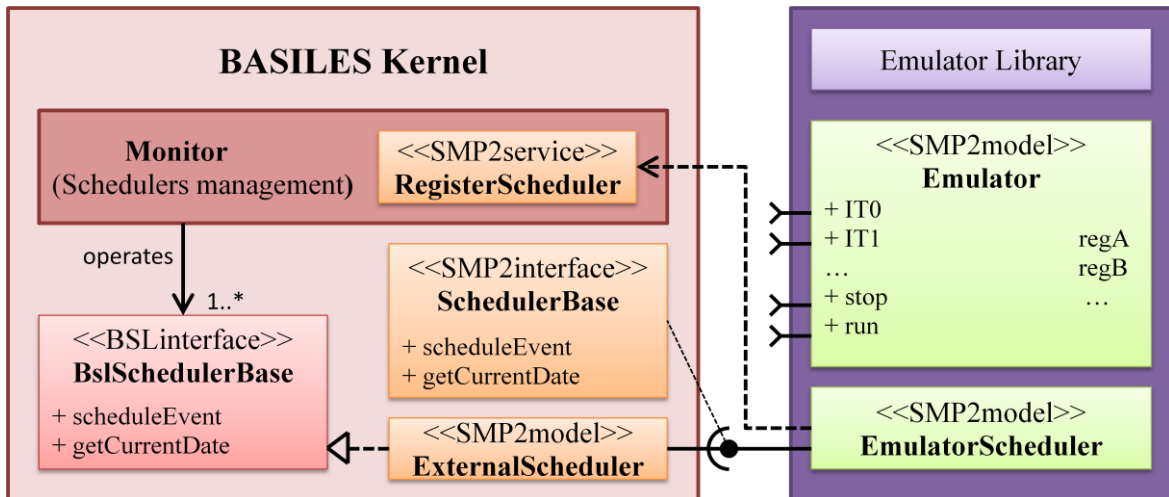 BASILES Kernel
Monitor
(Schedulers management)
<<SMP2service>>
RegisterScheduler
operates
1..*
<<BSLinterface>>
BslSchedulerBase
+ scheduleEvent
+ getCurrentDate
<<SMP2interface>>
SchedulerBase
+ scheduleEvent
+ getCurrentDate
<<SMP2model>>
ExternalScheduler
Emulator Library
<<SMP2model>>
Emulator
+ IT0
+ IT1
regA
…
regB
+ stop
…
+ run
<<SMP2model>>
EmulatorScheduler